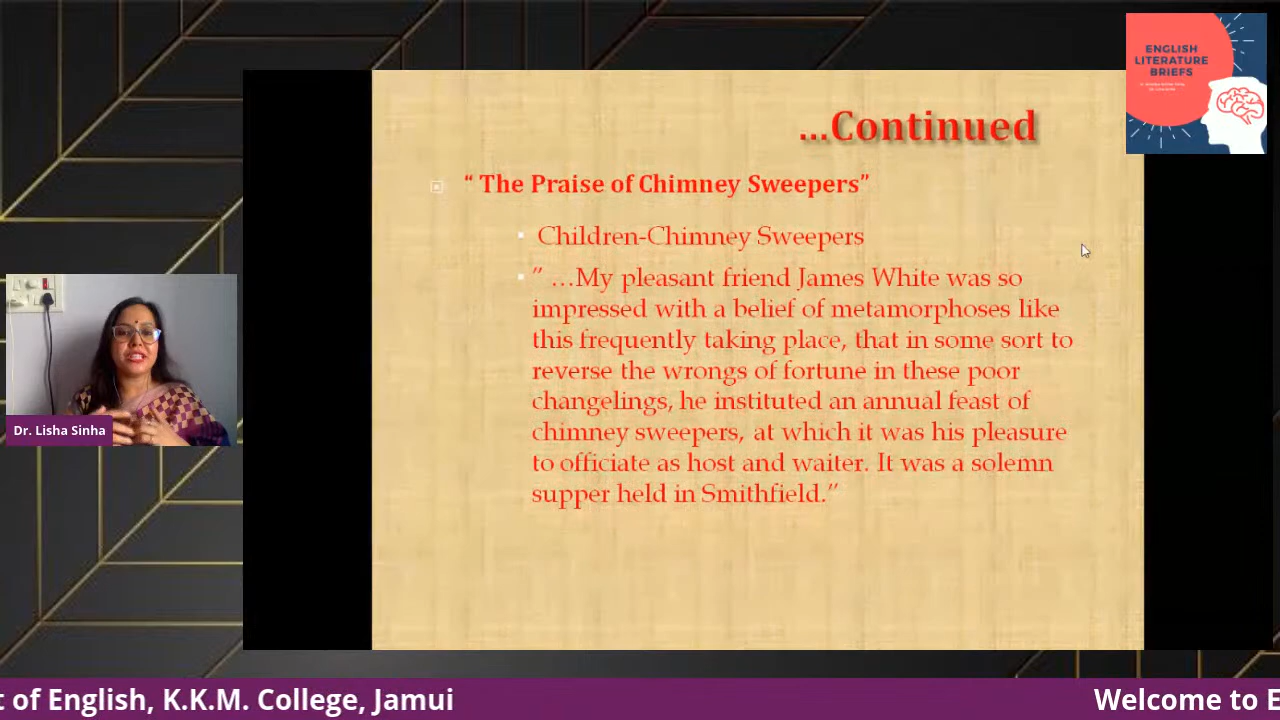 ENGLISH
LITERATURE
BRIEFS
...Continued
“ The Praise of Chimney Sweepers”
Children-Chimney Sweepers
” ...My pleasant friend James White was so
impressed with a belief of metamorphoses like
this frequently taking place, that in some sort to
reverse the wrongs of fortune in these poor
changelings, he instituted an annual feast of
chimney sweepers, at which it was his pleasure
to officiate as host and waiter. It was a solemn
supper held in Smithfield.”
Dr. Lisha Sinha
t of English, K.K.M. College, Jamui
Welcome to E